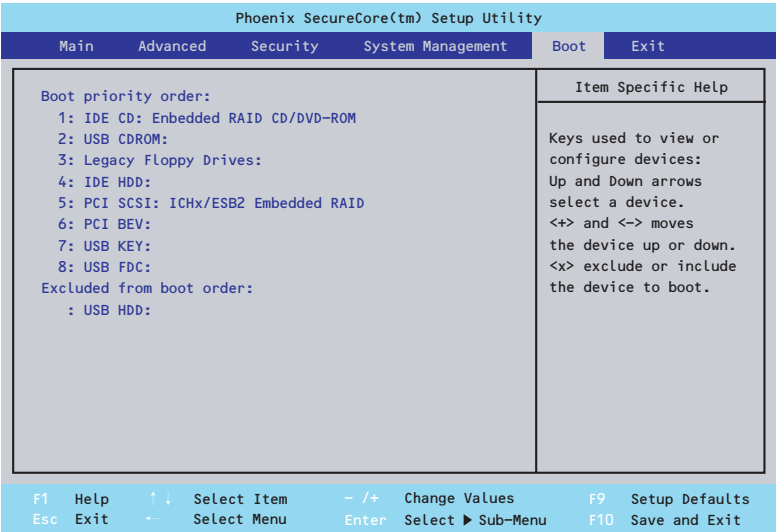 Phoenix SecureCore(tm) Setup Utility
Main Advanced Security System Management Boot Exit
Boot priority order:
1: IDE CD: Enbedded RAID CD/DVD-ROM
2: USB CDROM:
3: Legacy Floppy Drives:
4: IDE HDD:
5: PCI SCSI: ICHx/ESB2 Embedded RAID
6: PCI BEV:
7: USB KEY:
8: USB FDC:
Excluded from boot order:
: USB HDD:
Item Specific Help
Keys used to view or
configure devices:
Up and Down arrows
select a device.
<+> and <-> moves
the device up or down.
<x> exclude or include
the device to boot.
F1 Help ↑↓ Select Item - /+ Change Values F9 Setup Defaults
Esc Exit ← Select Menu Enter Select ▶ Sub-Menu F10 Save and Exit